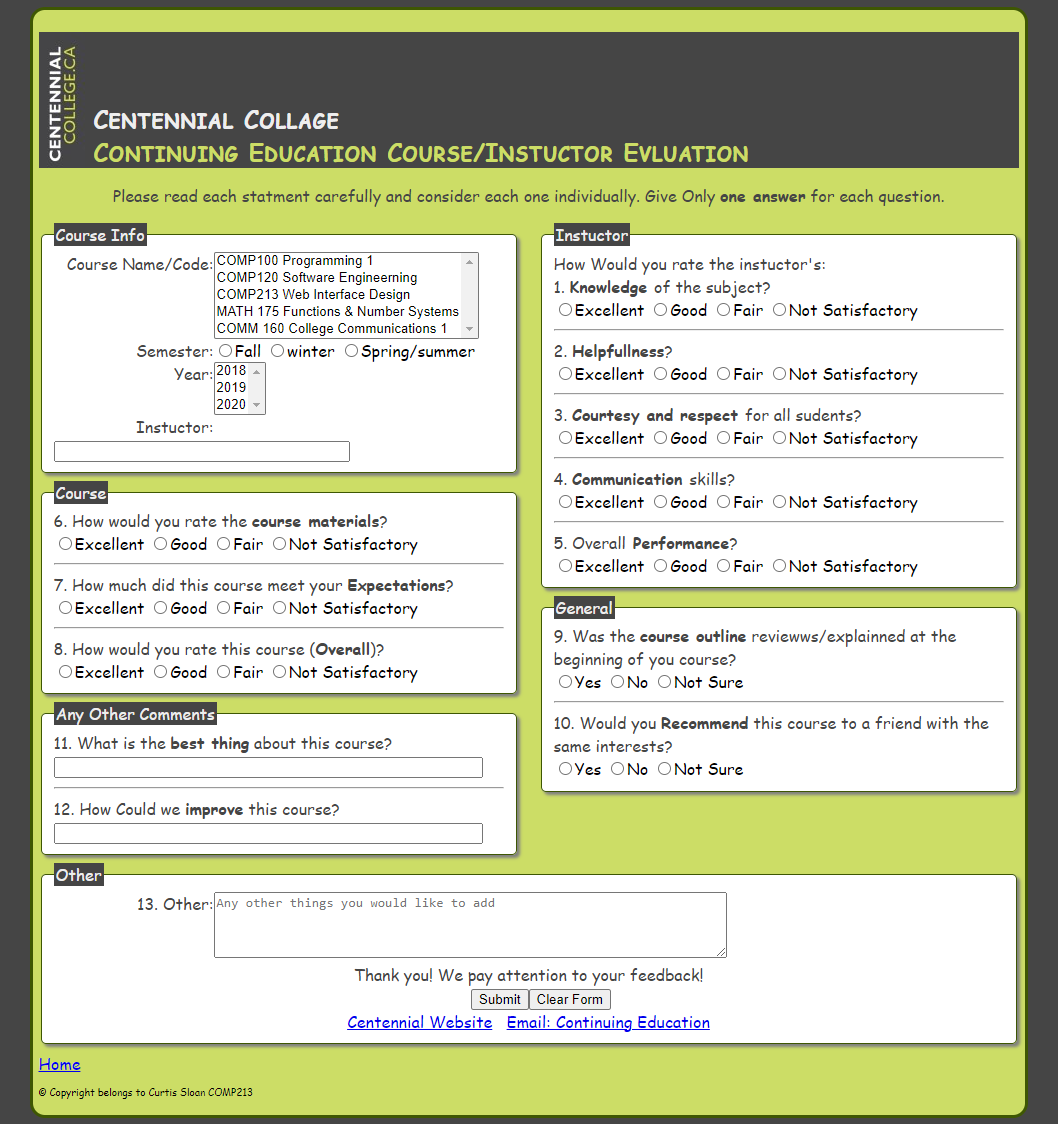 CENTENNIAL
COLLEGE.CA
Centennial Collage
Continuing Education Course/Instuctor Evluation
Please read each statment carefully and consider each one individually. Give Only one answer for each question.
Course Info
Course Name/Code:
COMP100 Programming 1
COMP120 Software Engineerning
COMP213 Web Interface Design
MATH 175 Functions & Number Systems
COMM 160 College Communications 1
Semester: Fall winter Spring/summer
Year: 2018
2019
2020
Instuctor:
Course
6. How would you rate the course materials?
Excellent Good Fair Not Satisfactory
7. How much did this course meet your Expectations?
Excellent Good Fair Not Satisfactory
8. How would you rate this course (Overall)?
Excellent Good Fair Not Satisfactory
Any Other Comments
11. What is the best thing about this course?
12. How Could we improve this course?
Instuctor
How Would you rate the instuctor's:
1. Knowledge of the subject?
Excellent Good Fair Not Satisfactory
2. Helpfullness?
Excellent Good Fair Not Satisfactory
3. Courtesy and respect for all sudents?
Excellent Good Fair Not Satisfactory
4. Communication skills?
Excellent Good Fair Not Satisfactory
5. Overall Performance?
Excellent Good Fair Not Satisfactory
General
9. Was the course outline reviewws/explainned at the
beginning of you course?
Yes No Not Sure
10. Would you Recommend this course to a friend with the
same interests?
Yes No Not Sure
Other
13. Other: Any other things you would like to add
Thank you! We pay attention to your feedback!
Submit Clear Form
Centennial Website Email: Continuing Education
Home
© Copyright belongs to Curtis Sloan COMP213